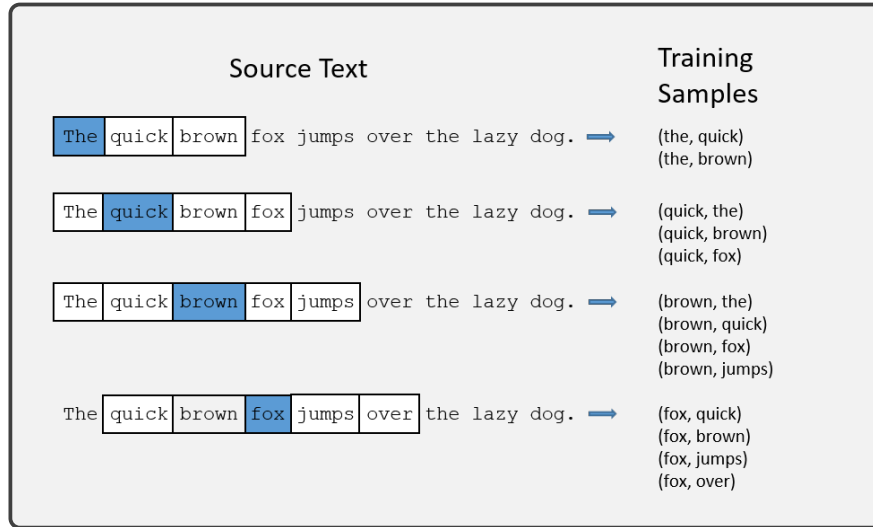 Source Text
Training
Samples
The quick brown fox jumps over the lazy dog.
(the, quick)
(the, brown)
The quick brown fox jumps over the lazy dog.
(quick, the)
(quick, brown)
(quick, fox)
The quick brown fox jumps over the lazy dog.
(brown, the)
(brown, quick)
(brown, fox)
(brown, jumps)
The quick brown fox jumps over the lazy dog.
(fox, quick)
(fox, brown)
(fox, jumps)
(fox, over)